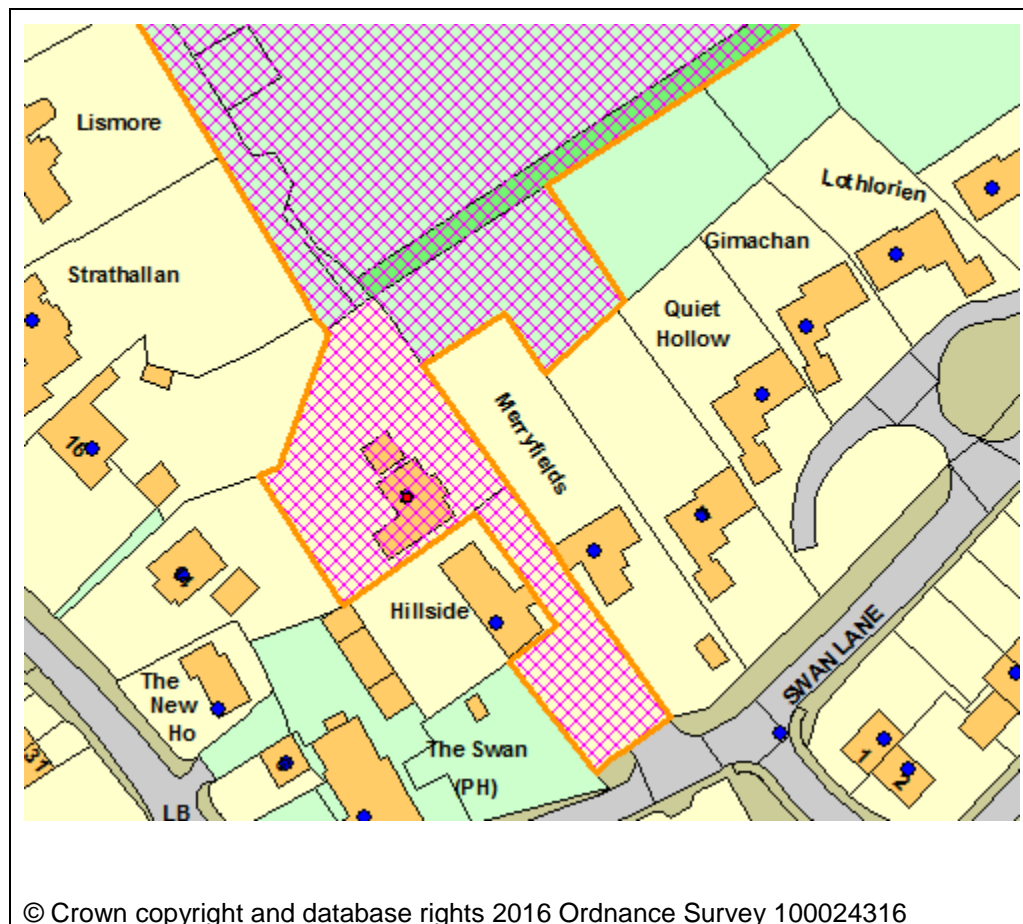 Lismore
Lothlorien
Gimachan
Strathallan
Quiet
Hollow
Merryfields
16
Hillside
SWAN LANE
The
New
Ho
The Swan
(PH)
31
1
2
LB
© Crown copyright and database rights 2016 Ordnance Survey 100024316